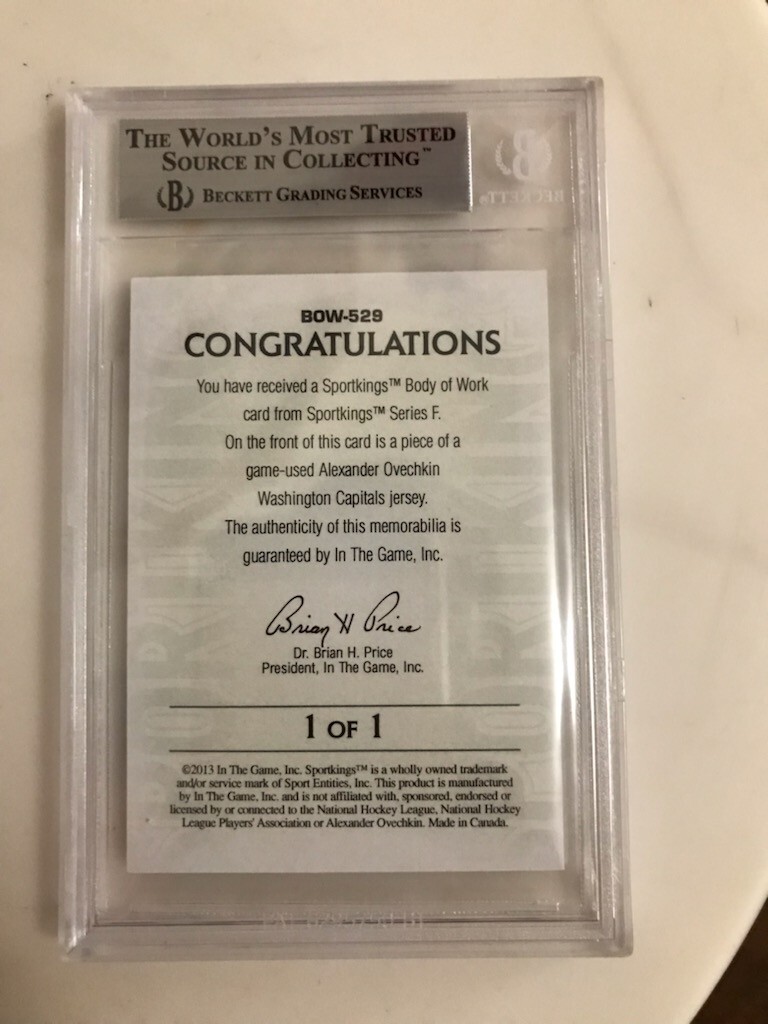 THE WORLD'S MOST TRUSTED
SOURCE IN COLLECTING™
B BECKETT GRADING SERVICES
B
BECKETT
BOW-529
CONGRATULATIONS
You have received a Sportkings™ Body of Work
card from Sportkings™ Series F.
On the front of this card is a piece of a
game-used Alexander Ovechkin
Washington Capitals jersey.
The authenticity of this memorabilia is
guaranteed by In The Game, Inc.
Brian H Price
Dr. Brian H. Price
President, In The Game, Inc.
1 OF 1
©2013 In The Game, Inc. Sportkings™ is a wholly owned trademark
and/or service mark of Sport Entities, Inc. This product is manufactured
by In The Game, Inc. and is not affiliated with, sponsored, endorsed or
licensed by or connected to the National Hockey League, National Hockey
League Players' Association or Alexander Ovechkin. Made in Canada.